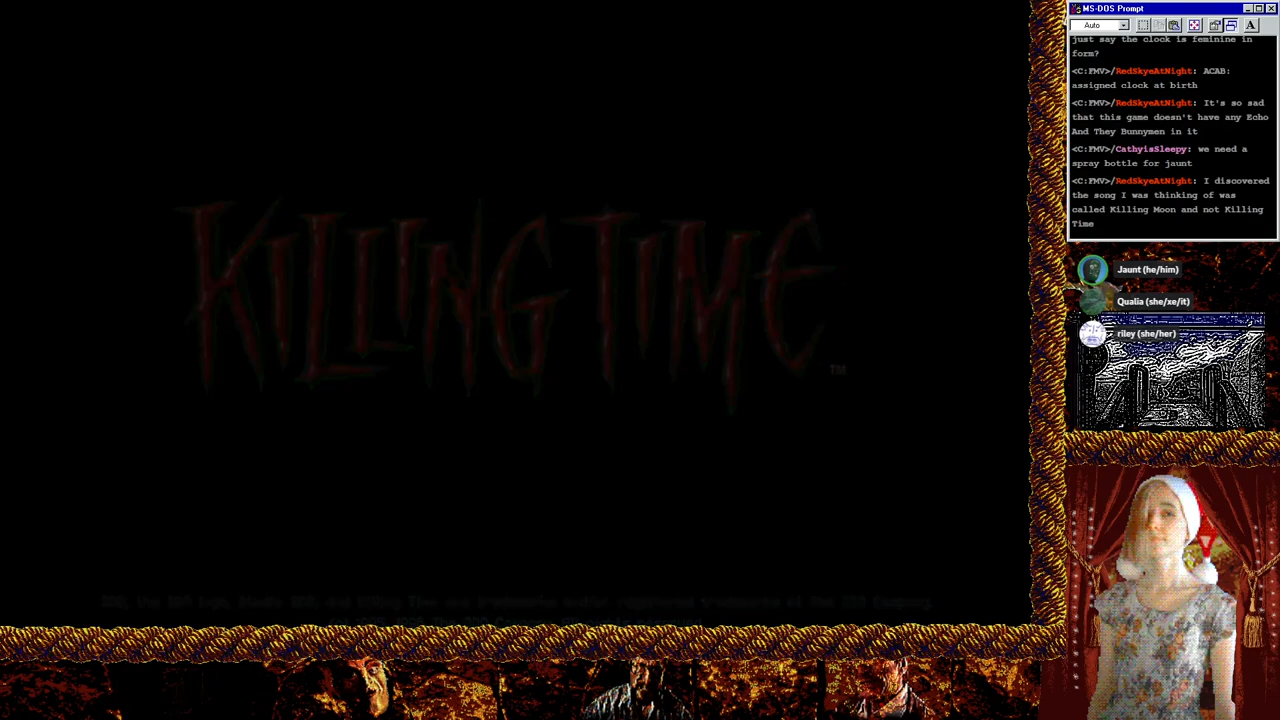 MS-DOS Prompt
Auto
A
just say the clock is feminine in
form?
<C:FMV>/RedSkyeAtNight: ACAB:
assigned clock at birth
<C:FMV>/RedSkyeAtNight: It's so sad
that this game doesn't have any Echo
And They Bunnymen in it
<C:FMV>/CathyisSleepy: we need a
spray bottle for jaunt
<C:FMV>/RedSkyeAtNight: I discovered
the song I was thinking of was
called Killing Moon and not Killing
Time
KILLING TIME
TM
Jaunt (he/him)
Qualia (she/xe/it)
riley (she/her)